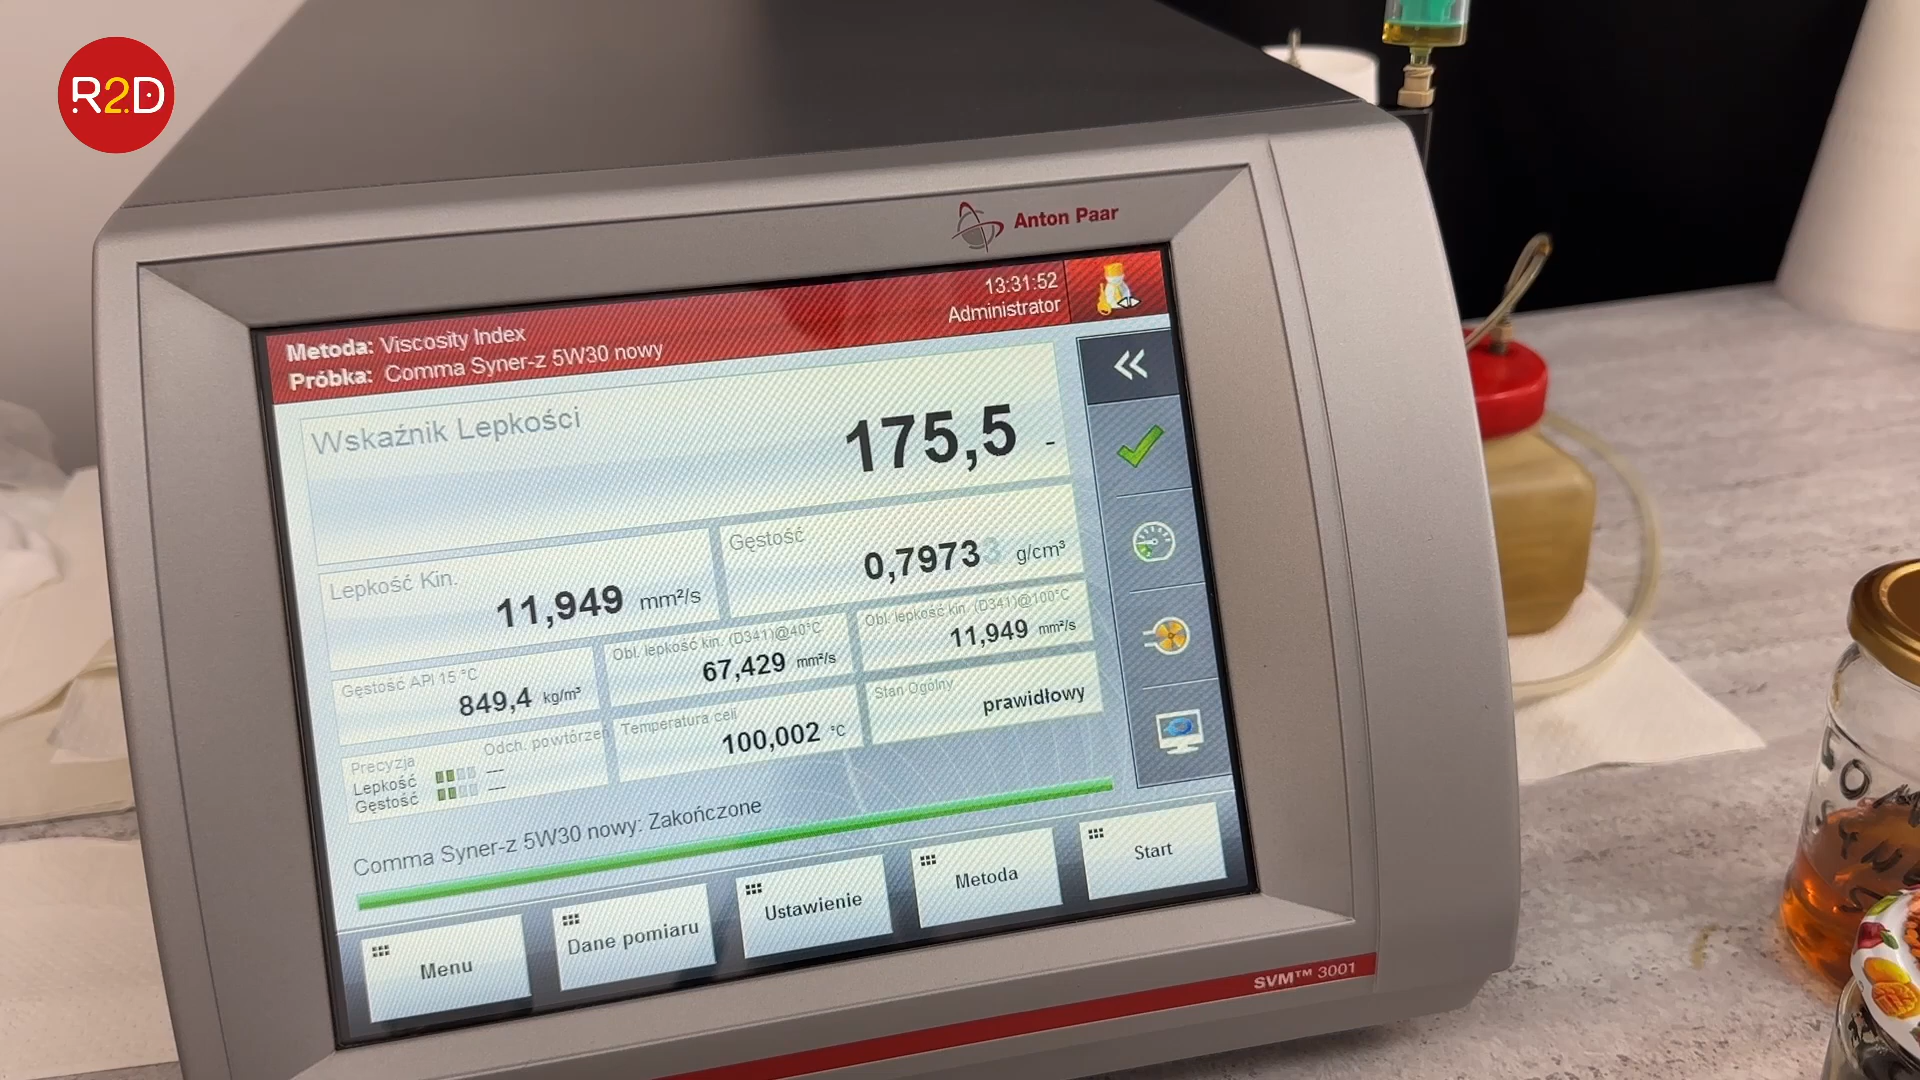 R2D
Anton Paar
13:31:52
Administrator
Metoda: Viscosity Index
Próbka: Comma Syner-z 5W30 nowy
Wskaźnik Lepkości
175,5 -
Lepkość Kin.
11,949 mm²/s
Gęstość
0,79733 g/cm³
Gęstość API 15 °C
849,4 kg/m³
Obl. lepkość kin. (D341)@40°C
67,429 mm²/s
Obl. lepkość kin. (D341)@100°C
11,949 mm²/s
Precyzja
Odch. powtórzeń
Lepkość ---
Gęstość ---
Temperatura celi
100,002 °C
Stan Ogólny
prawidłowy
Comma Syner-z 5W30 nowy: Zakończone
Menu
Dane pomiaru
Ustawienie
Metoda
Start
SVM™ 3001